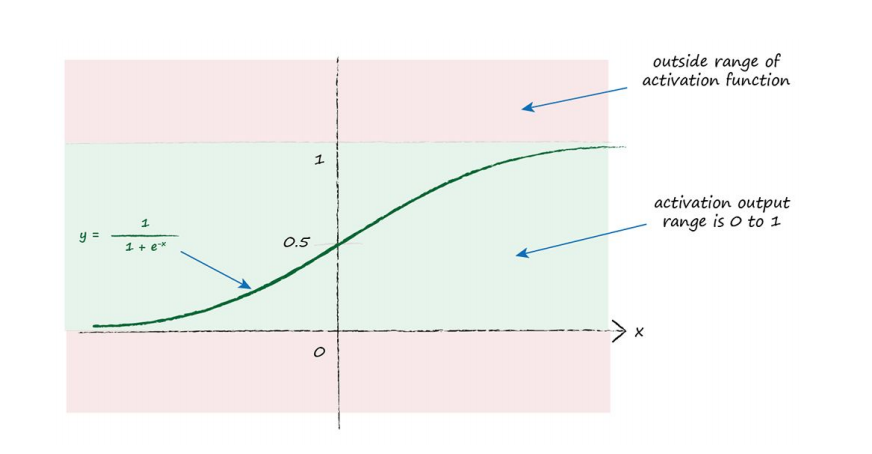 outside range of
activation function
1
activation output
range is 0 to 1
y = 1 / 1 + e^-x
0.5
x
0